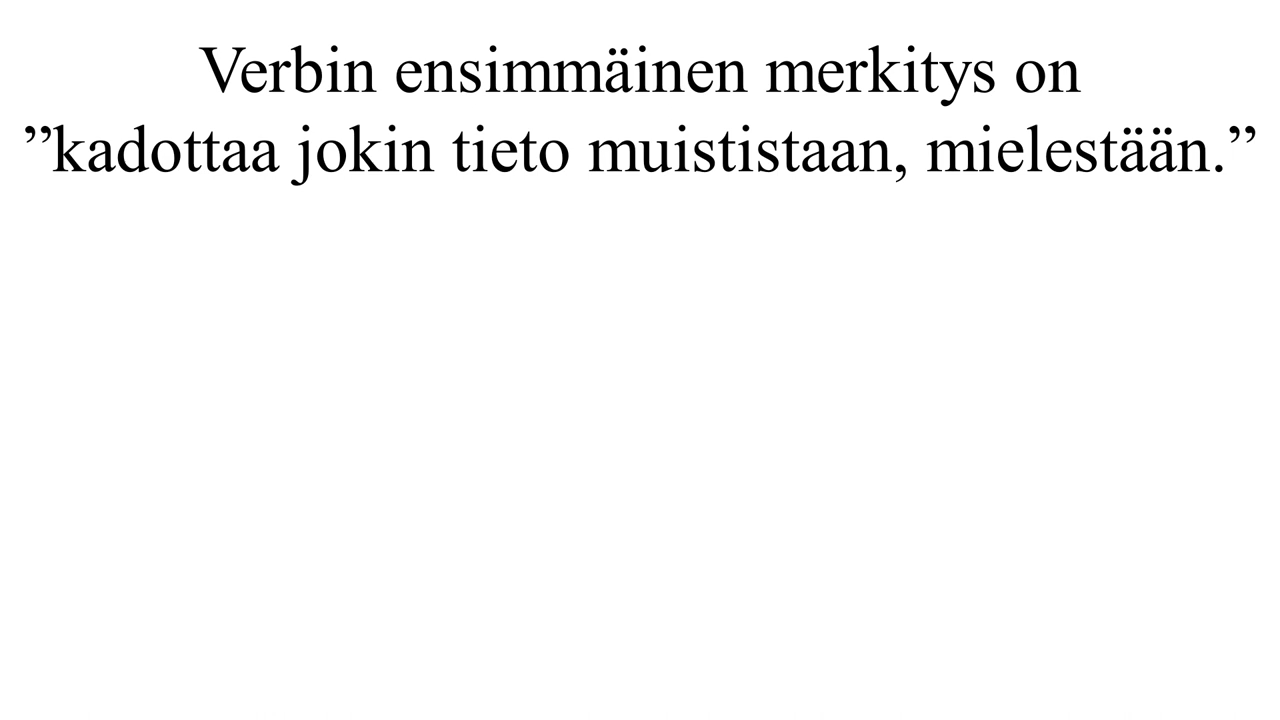 Verbin ensimmäinen merkitys on
”kadottaa jokin tieto muististaan, mielestään.”